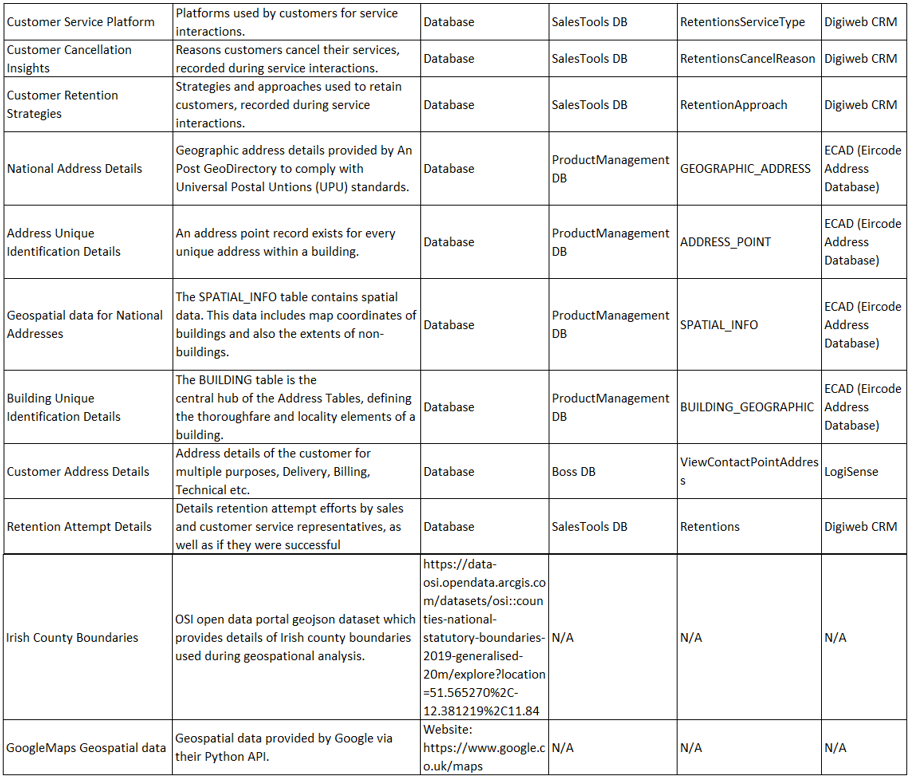 Customer Service Platform
Platforms used by customers for service
interactions.
Database
SalesTools DB
RetentionsServiceType
Digiweb CRM
Customer Cancellation
Insights
Reasons customers cancel their services,
recorded during service interactions.
Database
SalesTools DB
RetentionsCancelReason
Digiweb CRM
Customer Retention
Strategies
Strategies and approaches used to retain
customers, recorded during service
interactions.
Database
SalesTools DB
RetentionApproach
Digiweb CRM
National Address Details
Geographic address details provided by An
Post GeoDirectory to comply with
Universal Postal Untions (UPU) standards.
Database
ProductManagement
DB
GEOGRAPHIC_ADDRESS
ECAD (Eircode
Address
Database)
Address Unique
Identification Details
An address point record exists for every
unique address within a building.
Database
ProductManagement
DB
ADDRESS_POINT
ECAD (Eircode
Address
Database)
Geospatial data for National
Addresses
The SPATIAL_INFO table contains spatial
data. This data includes map coordinates of
buildings and also the extents of non-
buildings.
Database
ProductManagement
DB
SPATIAL_INFO
ECAD (Eircode
Address
Database)
Building Unique
Identification Details
The BUILDING table is the
central hub of the Address Tables, defining
the thoroughfare and locality elements of a
building.
Database
ProductManagement
DB
BUILDING_GEOGRAPHIC
ECAD (Eircode
Address
Database)
Customer Address Details
Address details of the customer for
multiple purposes, Delivery, Billing,
Technical etc.
Database
Boss DB
ViewContactPointAddres
s
LogiSense
Retention Attempt Details
Details retention attempt efforts by sales
and customer service representatives, as
well as if they were successful
Database
SalesTools DB
Retentions
Digiweb CRM
Irish County Boundaries
OSI open data portal geojson dataset which
provides details of Irish county boundaries
used during geospational analysis.
https://data-
osi.opendata.arcgis.co
m/datasets/osi::coun
ties-national-
statutory-boundaries-
2019-generalised-
20m/explore?location
=51.565270%2C-
12.381219%2C11.84
N/A
N/A
N/A
GoogleMaps Geospatial data
Geospatial data provided by Google via
their Python API.
Website:
https://www.google.c
o.uk/maps
N/A
N/A
N/A